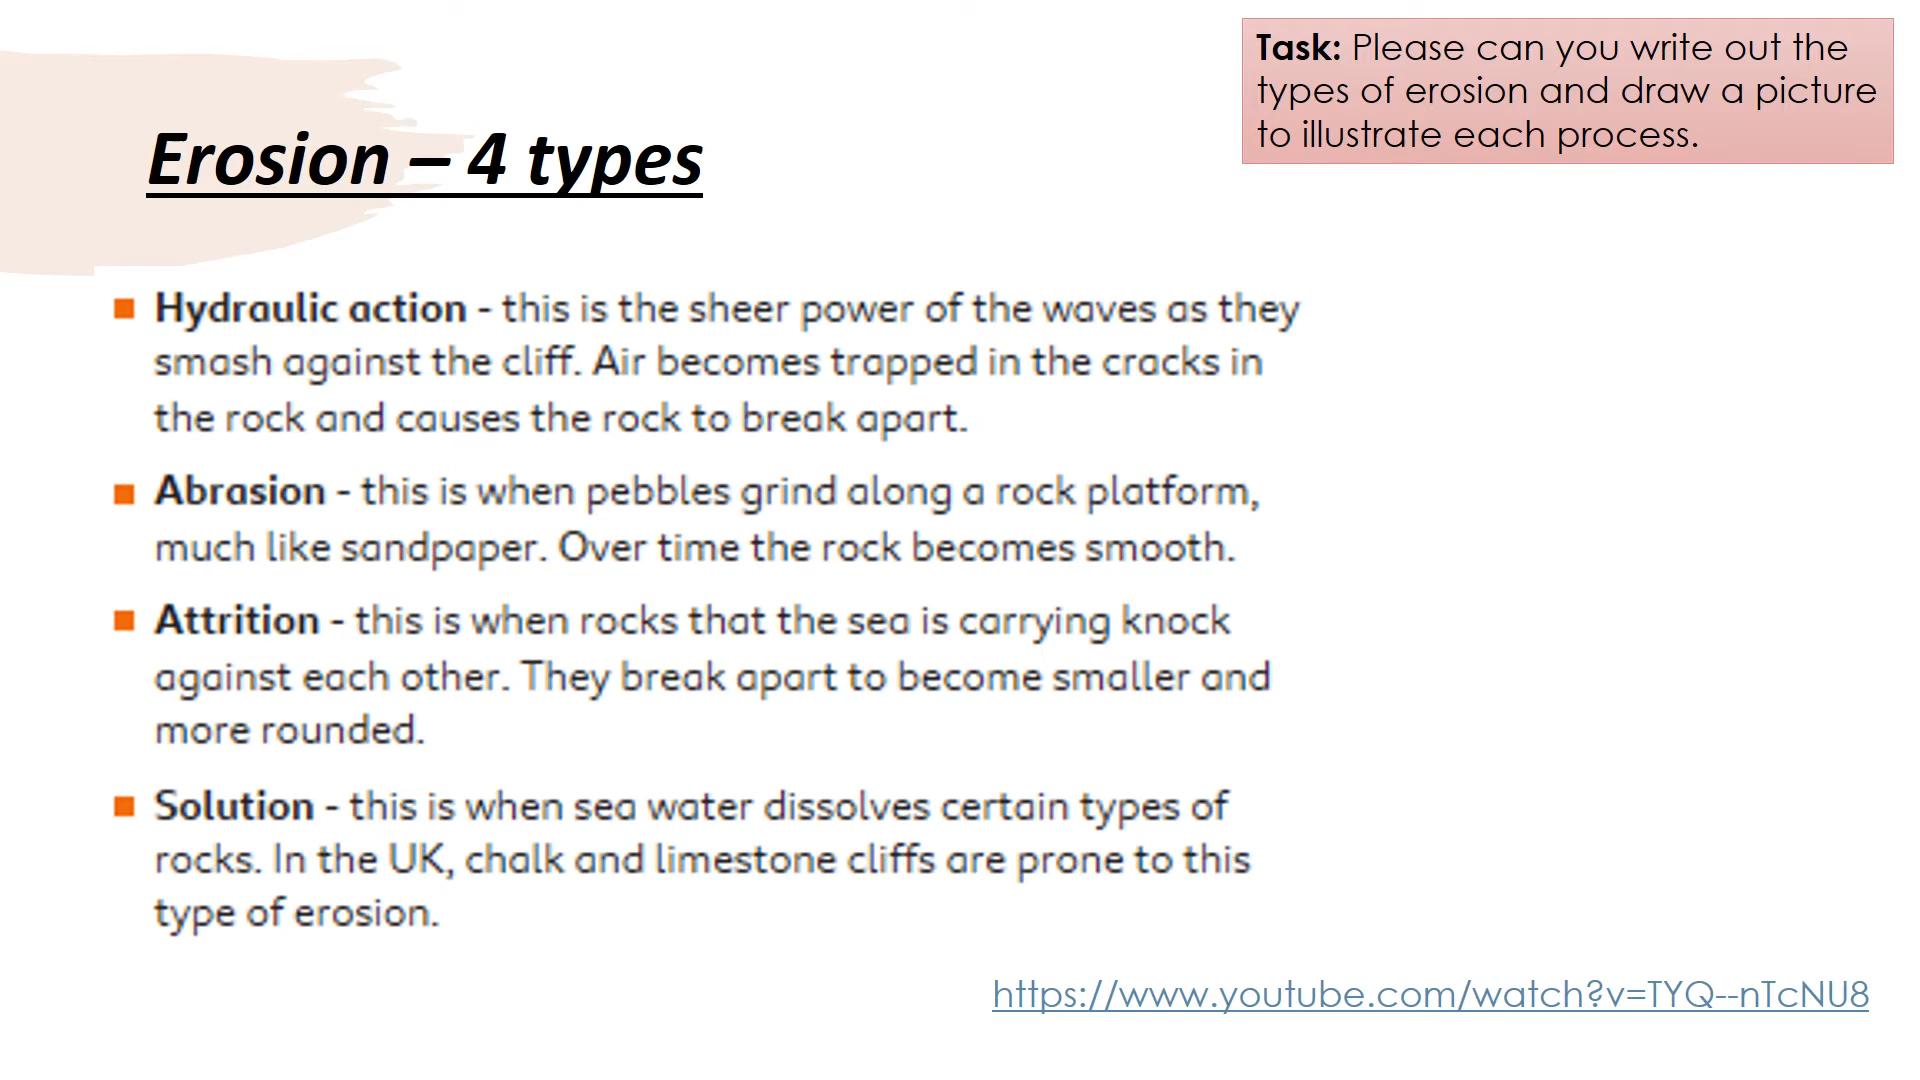 Task: Please can you write out the
types of erosion and draw a picture
to illustrate each process.
Erosion – 4 types
Hydraulic action - this is the sheer power of the waves as they
smash against the cliff. Air becomes trapped in the cracks in
the rock and causes the rock to break apart.
Abrasion - this is when pebbles grind along a rock platform,
much like sandpaper. Over time the rock becomes smooth.
Attrition - this is when rocks that the sea is carrying knock
against each other. They break apart to become smaller and
more rounded.
Solution - this is when sea water dissolves certain types of
rocks. In the UK, chalk and limestone cliffs are prone to this
type of erosion.
https://www.youtube.com/watch?v=TYQ--nTcNU8